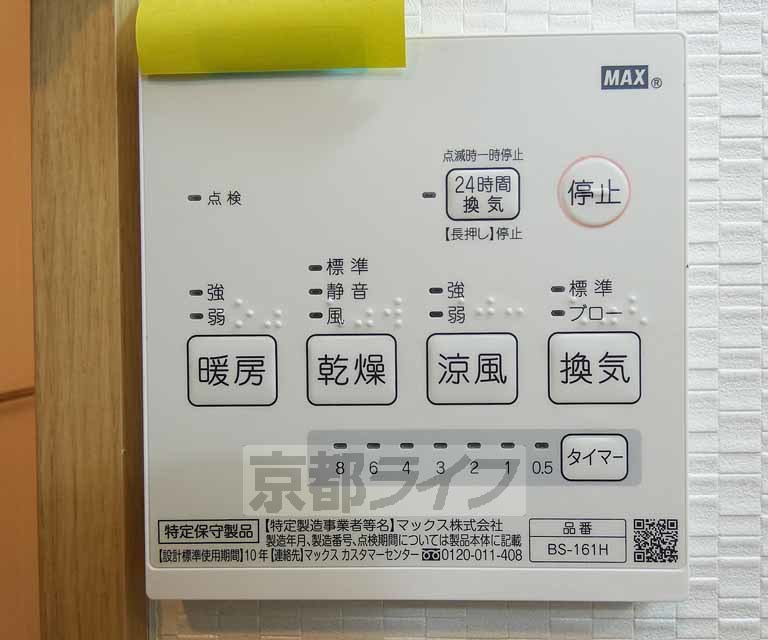 MAX®
点滅時一時停止
点検
24時間
換気
停止
【長押し】停止
強
弱
標準
静音
風
強
弱
標準
ブロー
暖房
乾燥
涼風
換気
8 6 4 3 2 1 0.5
タイマー
京都ライフ
特定保守製品
【特定製造事業者等名】マックス株式会社
製造年月、製造番号、点検期間については製品本体に記載
【設計標準使用期間】10年【連絡先】マックス カスタマーセンター 0120-011-408
品番
BS-161H